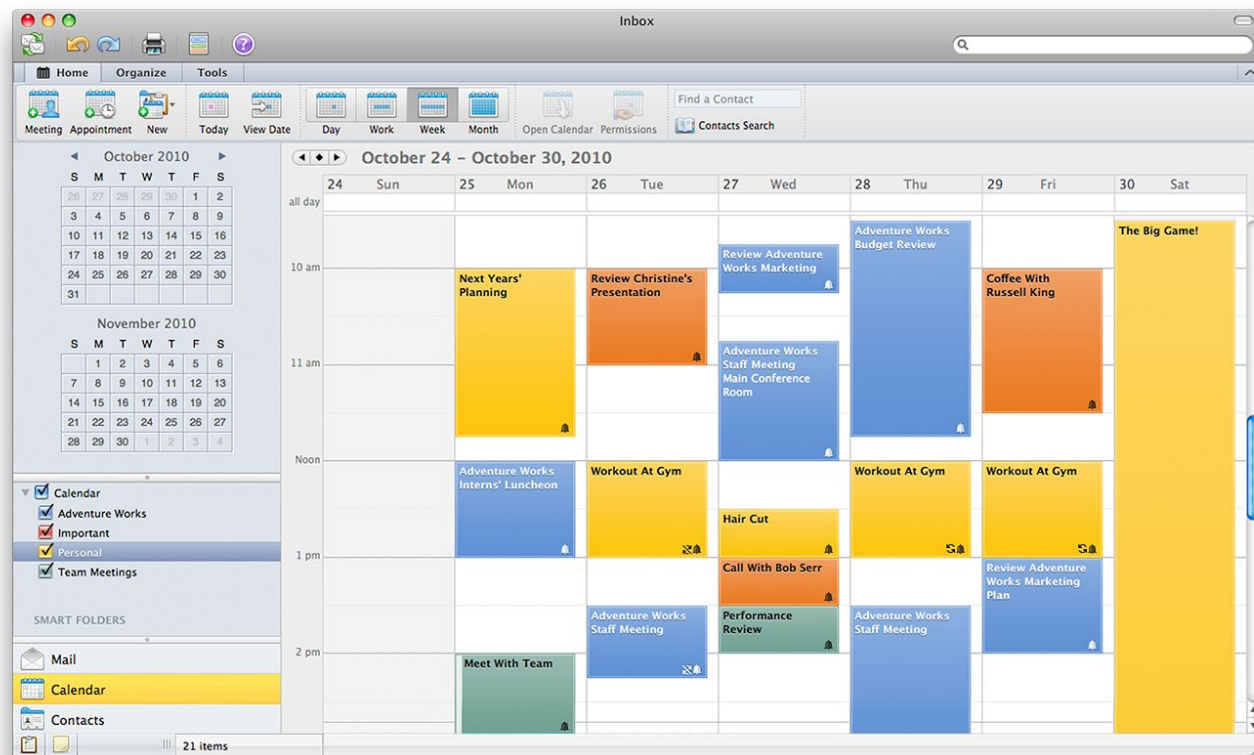 Inbox
Home Organize Tools
Meeting Appointment New Today View Date Day Work Week Month Open Calendar Permissions
Find a Contact
Contacts Search
October 2010
S M T W T F S
26 27 28 29 30 1 2
3 4 5 6 7 8 9
10 11 12 13 14 15 16
17 18 19 20 21 22 23
24 25 26 27 28 29 30
31
November 2010
S M T W T F S
1 2 3 4 5 6
7 8 9 10 11 12 13
14 15 16 17 18 19 20
21 22 23 24 25 26 27
28 29 30 1 2 3 4
Calendar
Adventure Works
Important
Personal
Team Meetings
SMART FOLDERS
Mail
Calendar
Contacts
21 items
October 24 – October 30, 2010
24 Sun 25 Mon 26 Tue 27 Wed 28 Thu 29 Fri 30 Sat
all day
10 am
11 am
Noon
1 pm
2 pm
Next Years'
Planning
Adventure Works
Interns' Luncheon
Meet With Team
Review Christine's
Presentation
Workout At Gym
Adventure Works
Staff Meeting
Review Adventure
Works Marketing
Adventure Works
Staff Meeting
Main Conference
Room
Hair Cut
Call With Bob Serr
Performance
Review
Adventure Works
Budget Review
Workout At Gym
Adventure Works
Staff Meeting
Coffee With
Russell King
Workout At Gym
Review Adventure
Works Marketing
Plan
The Big Game!